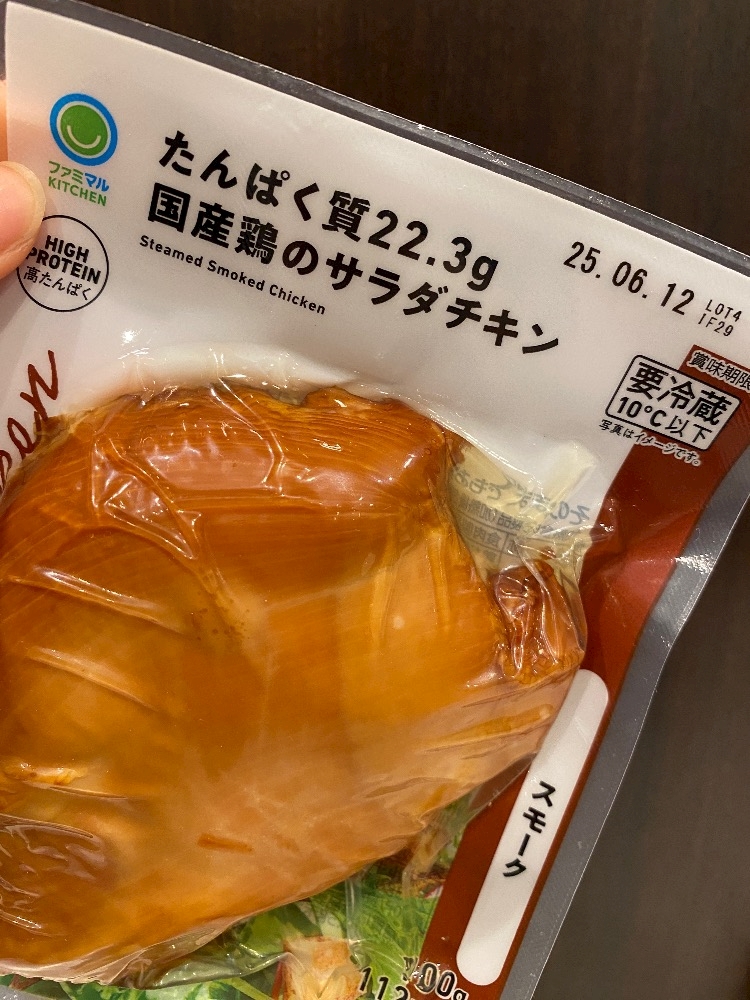 ファミマル
KITCHEN
HIGH
PROTEIN
高たんぱく
たんぱく質22.3g
国産鶏のサラダチキン
Steamed Smoked Chicken
25.06.12
LOT4
1F29
賞味期限
要冷蔵
10℃以下
写真はイメージです。
スモーク